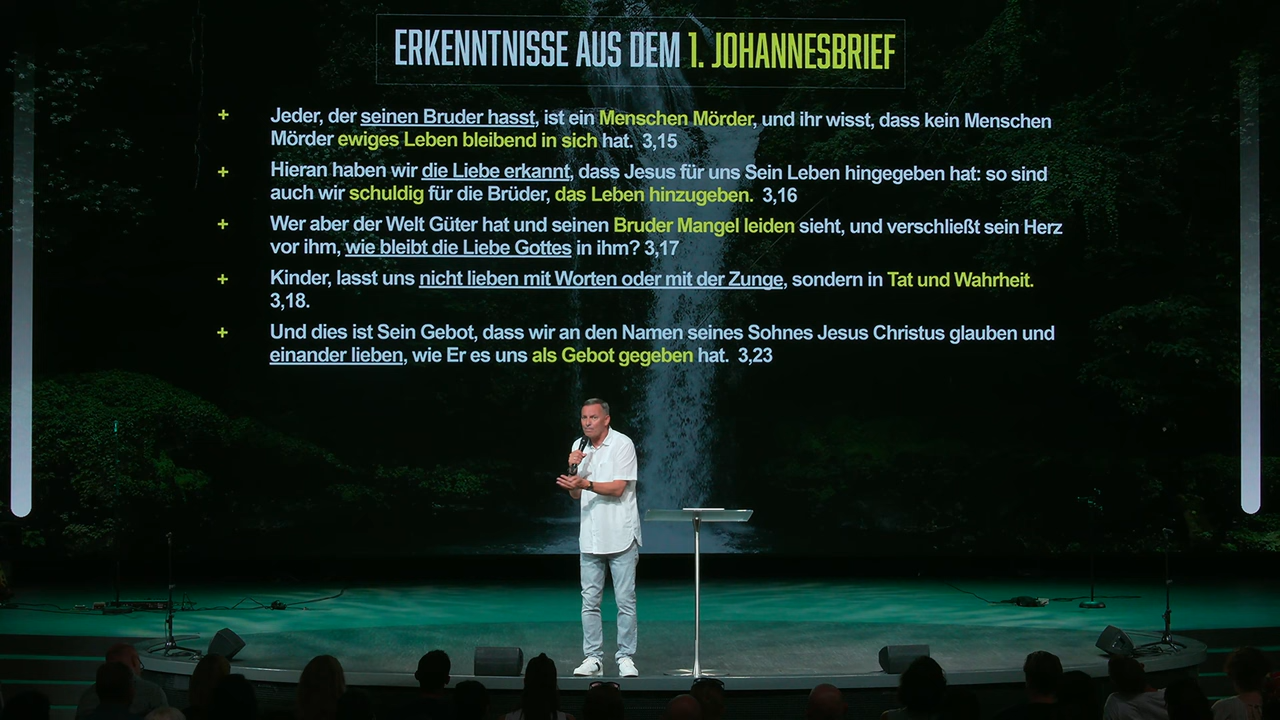 ERKENNTNISSE AUS DEM 1. JOHANNESBRIEF
+ Jeder, der seinen Bruder hasst, ist ein Menschen Mörder, und ihr wisst, dass kein Menschen
Mörder ewiges Leben bleibend in sich hat. 3,15
+ Hieran haben wir die Liebe erkannt, dass Jesus für uns Sein Leben hingegeben hat: so sind
auch wir schuldig für die Brüder, das Leben hinzugeben. 3,16
+ Wer aber der Welt Güter hat und seinen Bruder Mangel leiden sieht, und verschließt sein Herz
vor ihm, wie bleibt die Liebe Gottes in ihm? 3,17
+ Kinder, lasst uns nicht lieben mit Worten oder mit der Zunge, sondern in Tat und Wahrheit.
3,18.
+ Und dies ist Sein Gebot, dass wir an den Namen seines Sohnes Jesus Christus glauben und
einander lieben, wie Er es uns als Gebot gegeben hat. 3,23